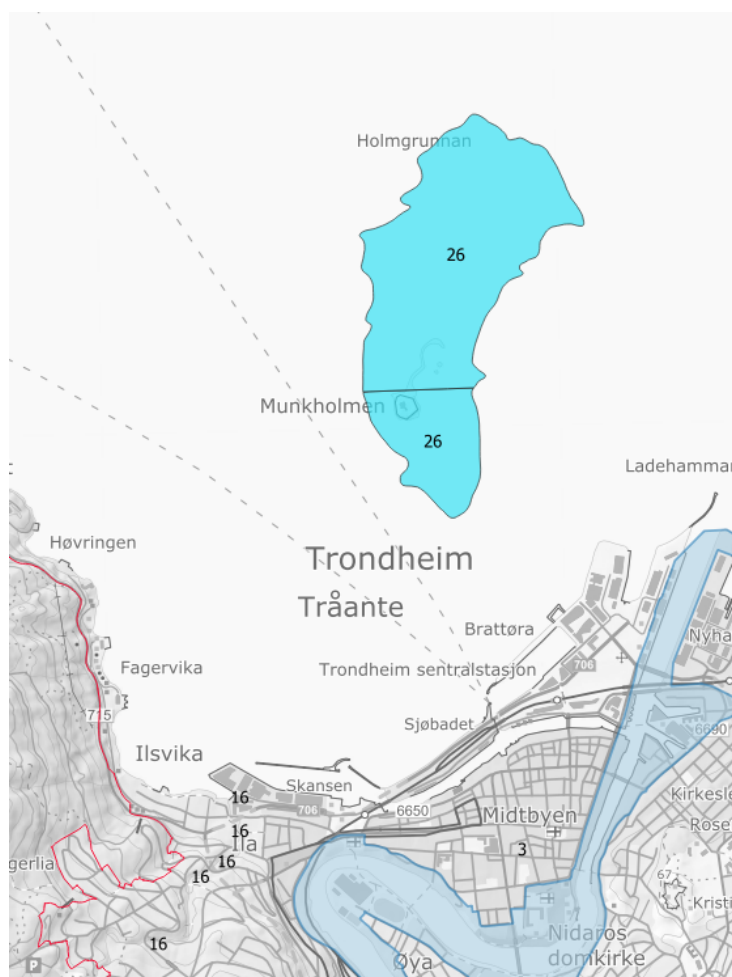 Holmgrunnan
26
Munkholmen
26
Ladehammar
Høvringen
Trondheim
Tråante
Brattøra
Nyha
Fagervika
Trondheim sentralstasjon
706
715
Sjøbadet
6690
Ilsvika
Skansen
16
706
6650
Midtbyen
Kirkesle
16
Ila
Rose
3
16
gerlia
16
67
Kristi
16
Nidaros
domkirke
Øya
P